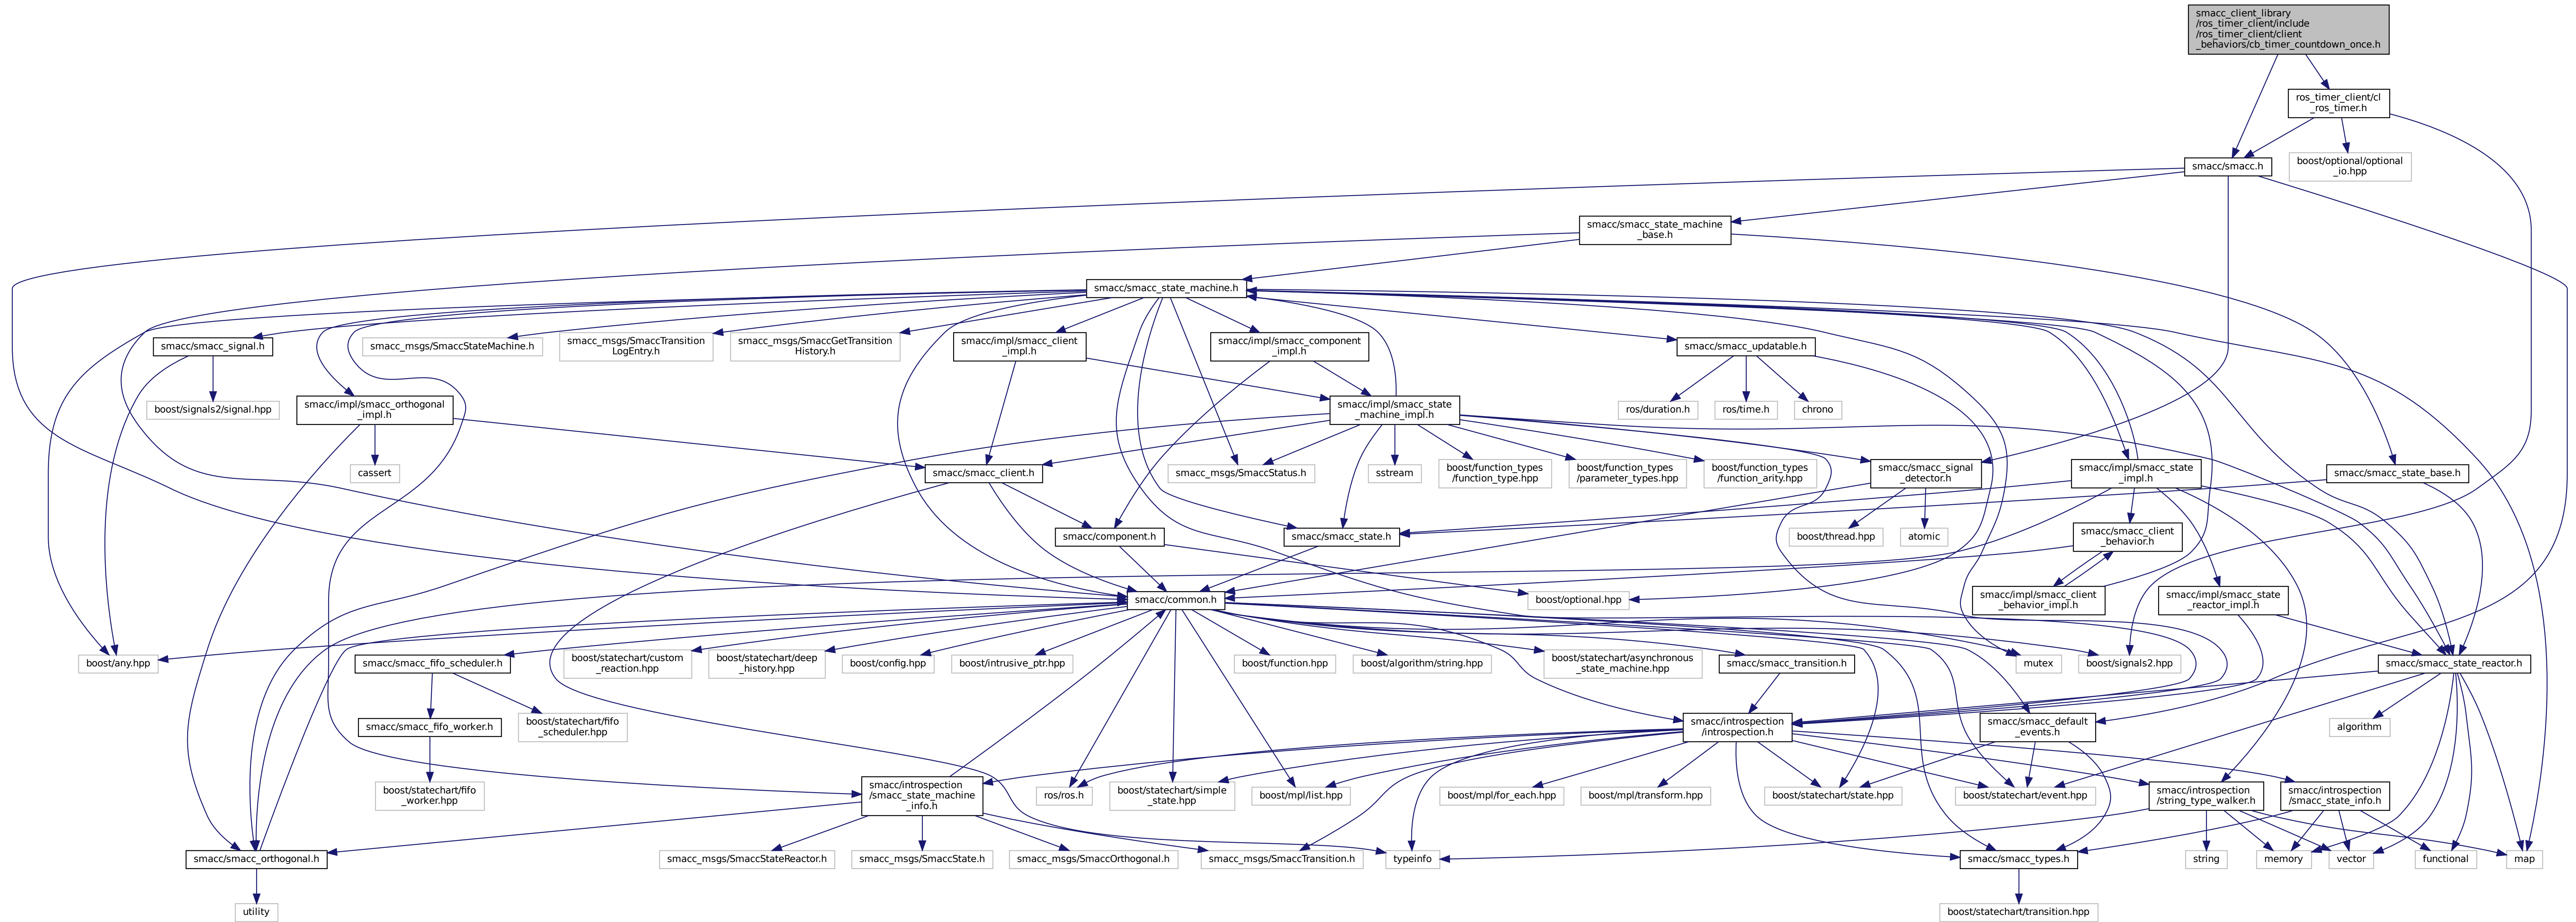 smacc_client_library
/ros_timer_client/include
/ros_timer_client/client
_behaviors/cb_timer_countdown_once.h
ros_timer_client/cl
_ros_timer.h
smacc/smacc.h
boost/optional/optional
_io.hpp
smacc/smacc_state_machine
_base.h
smacc/smacc_state_machine.h
smacc/smacc_signal.h
smacc_msgs/SmaccStateMachine.h
smacc_msgs/SmaccTransition
LogEntry.h
smacc_msgs/SmaccGetTransition
History.h
smacc/impl/smacc_client
_impl.h
smacc/impl/smacc_component
_impl.h
smacc/smacc_updatable.h
boost/signals2/signal.hpp
smacc/impl/smacc_orthogonal
_impl.h
smacc/impl/smacc_state
_machine_impl.h
ros/duration.h
ros/time.h
chrono
cassert
smacc/smacc_client.h
smacc_msgs/SmaccStatus.h
sstream
boost/function_types
/function_type.hpp
boost/function_types
/parameter_types.hpp
boost/function_types
/function_arity.hpp
smacc/smacc_signal
_detector.h
smacc/impl/smacc_state
_impl.h
smacc/smacc_state_base.h
smacc/component.h
smacc/smacc_state.h
boost/thread.hpp
atomic
smacc/smacc_client
_behavior.h
smacc/common.h
boost/optional.hpp
smacc/impl/smacc_client
_behavior_impl.h
smacc/impl/smacc_state
_reactor_impl.h
boost/any.hpp
smacc/smacc_fifo_scheduler.h
boost/statechart/custom
_reaction.hpp
boost/statechart/deep
_history.hpp
boost/config.hpp
boost/intrusive_ptr.hpp
boost/function.hpp
boost/algorithm/string.hpp
boost/statechart/asynchronous
_state_machine.hpp
smacc/smacc_transition.h
mutex
boost/signals2.hpp
smacc/smacc_state_reactor.h
smacc/smacc_fifo_worker.h
boost/statechart/fifo
_scheduler.hpp
smacc/introspection
/introspection.h
smacc/smacc_default
_events.h
algorithm
boost/statechart/fifo
_worker.hpp
smacc/introspection
/smacc_state_machine
_info.h
ros/ros.h
boost/statechart/simple
_state.hpp
boost/mpl/list.hpp
boost/mpl/for_each.hpp
boost/mpl/transform.hpp
boost/statechart/state.hpp
boost/statechart/event.hpp
smacc/introspection
/string_type_walker.h
smacc/introspection
/smacc_state_info.h
smacc/smacc_orthogonal.h
smacc_msgs/SmaccStateReactor.h
smacc_msgs/SmaccState.h
smacc_msgs/SmaccOrthogonal.h
smacc_msgs/SmaccTransition.h
typeinfo
smacc/smacc_types.h
string
memory
vector
functional
map
utility
boost/statechart/transition.hpp